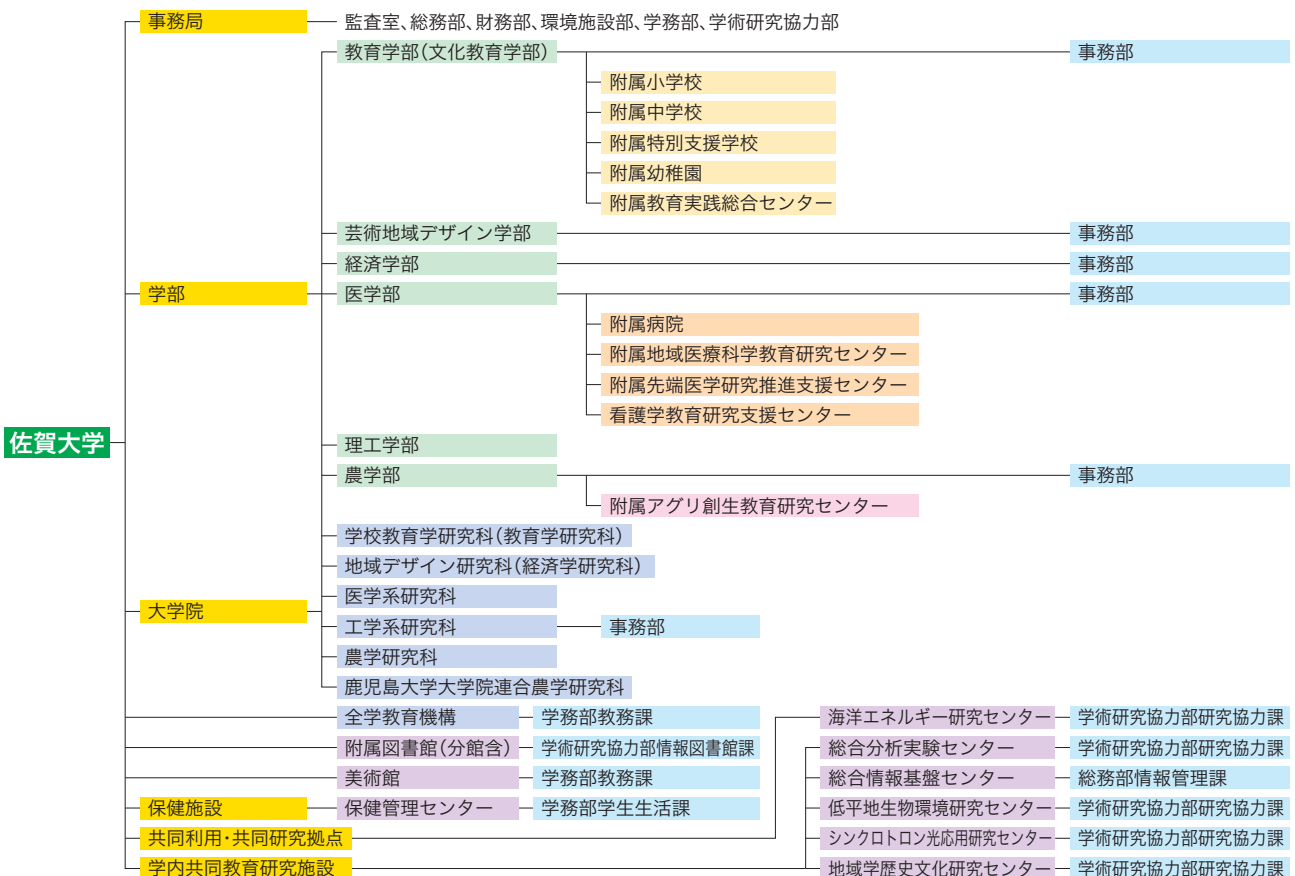 事務局
監査室、総務部、財務部、環境施設部、学務部、学術研究協力部
教育学部(文化教育学部)
事務部
附属小学校
附属中学校
附属特別支援学校
附属幼稚園
附属教育実践総合センター
芸術地域デザイン学部
事務部
経済学部
事務部
学部
医学部
事務部
附属病院
附属地域医療科学教育研究センター
附属先端医学研究推進支援センター
看護学教育研究支援センター
佐賀大学
理工学部
農学部
事務部
附属アグリ創生教育研究センター
学校教育学研究科(教育学研究科)
地域デザイン研究科(経済学研究科)
医学系研究科
大学院
工学系研究科
事務部
農学研究科
鹿児島大学大学院連合農学研究科
全学教育機構
学務部教務課
海洋エネルギー研究センター
学術研究協力部研究協力課
附属図書館(分館含)
学術研究協力部情報図書館課
総合分析実験センター
学術研究協力部研究協力課
美術館
学務部教務課
総合情報基盤センター
総務部情報管理課
保健施設
保健管理センター
学務部学生生活課
低平地生物環境研究センター
学術研究協力部研究協力課
共同利用・共同研究拠点
シンクロトロン光応用研究センター
学術研究協力部研究協力課
学内共同教育研究施設
地域学歴史文化研究センター
学術研究協力部研究協力課